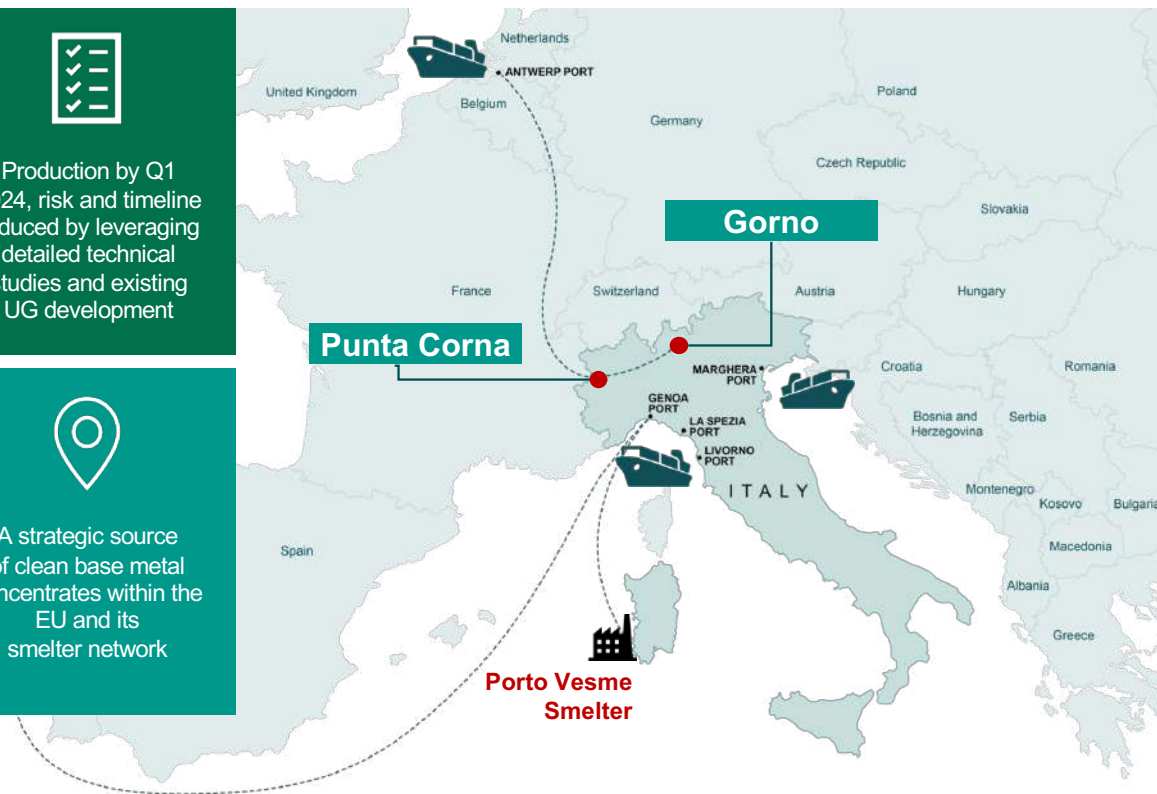 Production by Q1
24, risk and timeline
duced by leveraging
detailed technical
tudies and existing
UG development
A strategic source
f clean base metal
ncentrates within the
EU and its
smelter network
Netherlands
ANTWERP PORT
United Kingdom
Belgium
Poland
Germany
Czech Republic
Slovakia
Gorno
France
Switzerland
Austria
Hungary
Punta Corna
MARGHERA
PORT
Croatia
Romania
GENOA
PORT
LA SPEZIA
PORT
Bosnia and
Herzegovina
Serbia
LIVORNO
PORT
ITALY
Montenegro
Kosovo
Bulgaria
Spain
Macedonia
Albania
Greece
Porto Vesme
Smelter